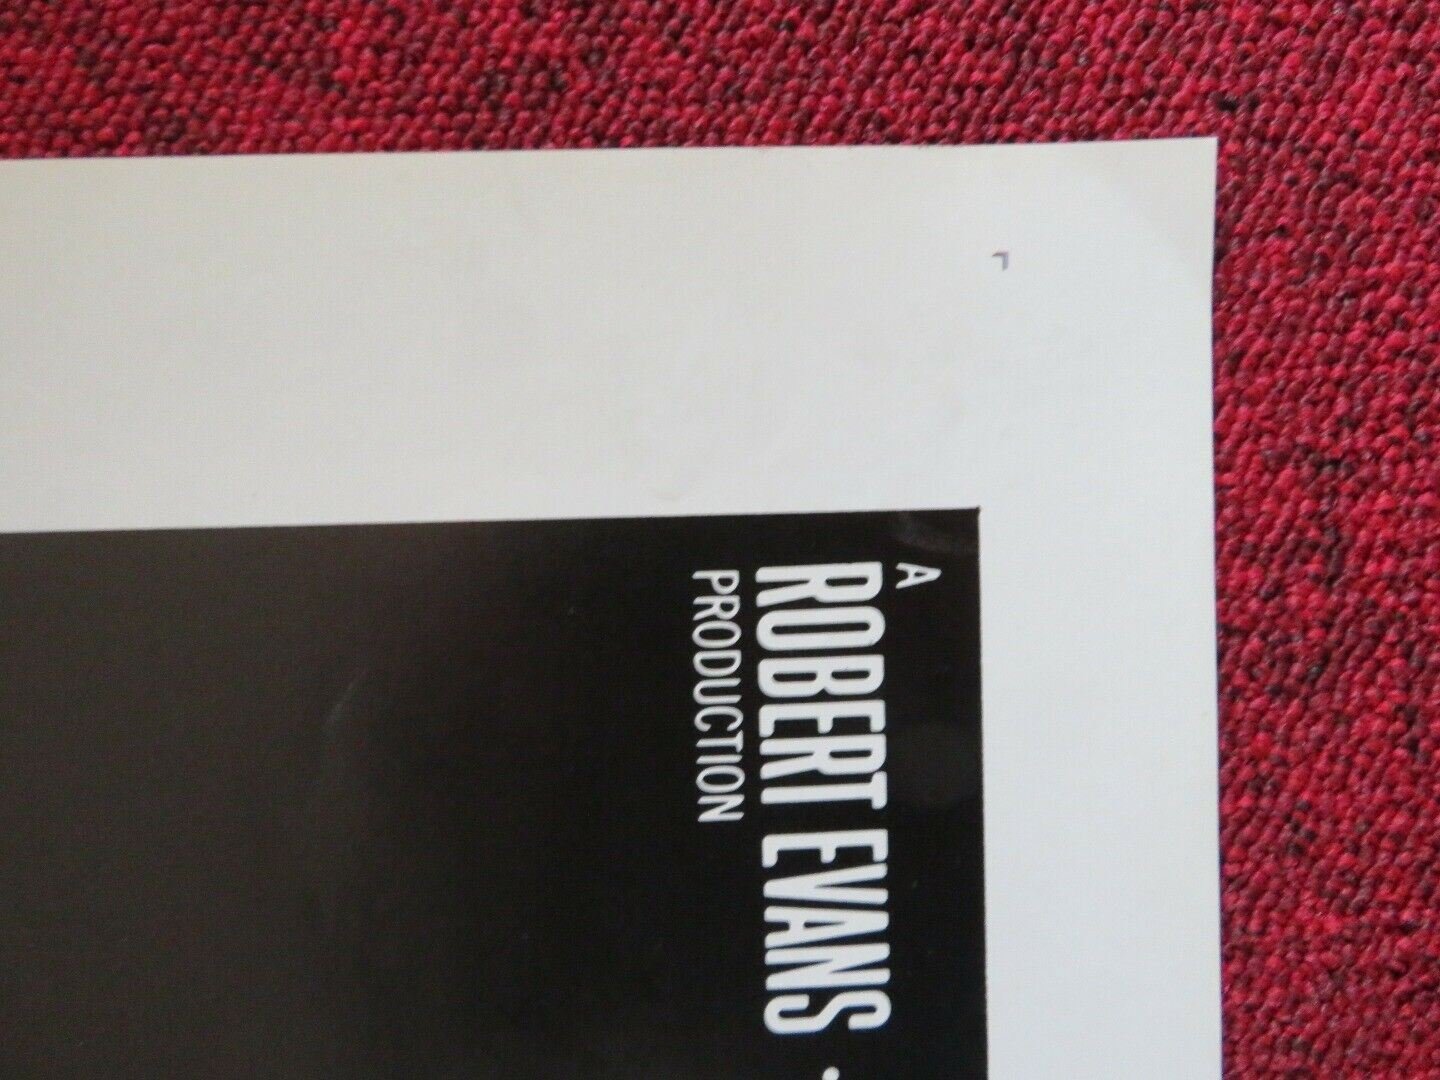 A
ROBERT EVANS •
PRODUCTION